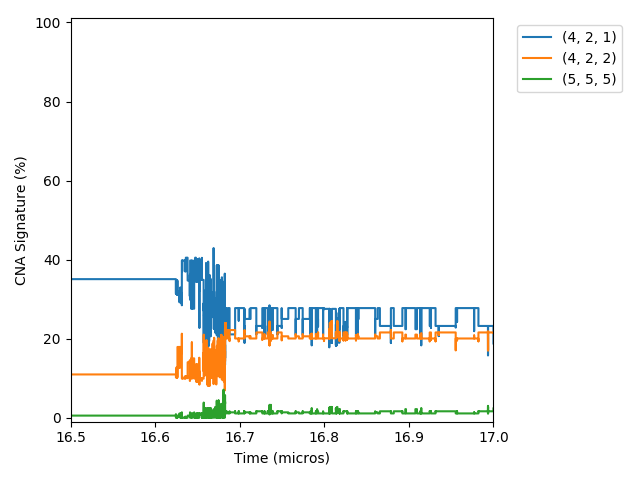 100
80
60
40
20
0
CNA Signature (%)
16.5 16.6 16.7 16.8 16.9 17.0
Time (micros)
(4, 2, 1)
(4, 2, 2)
(5, 5, 5)